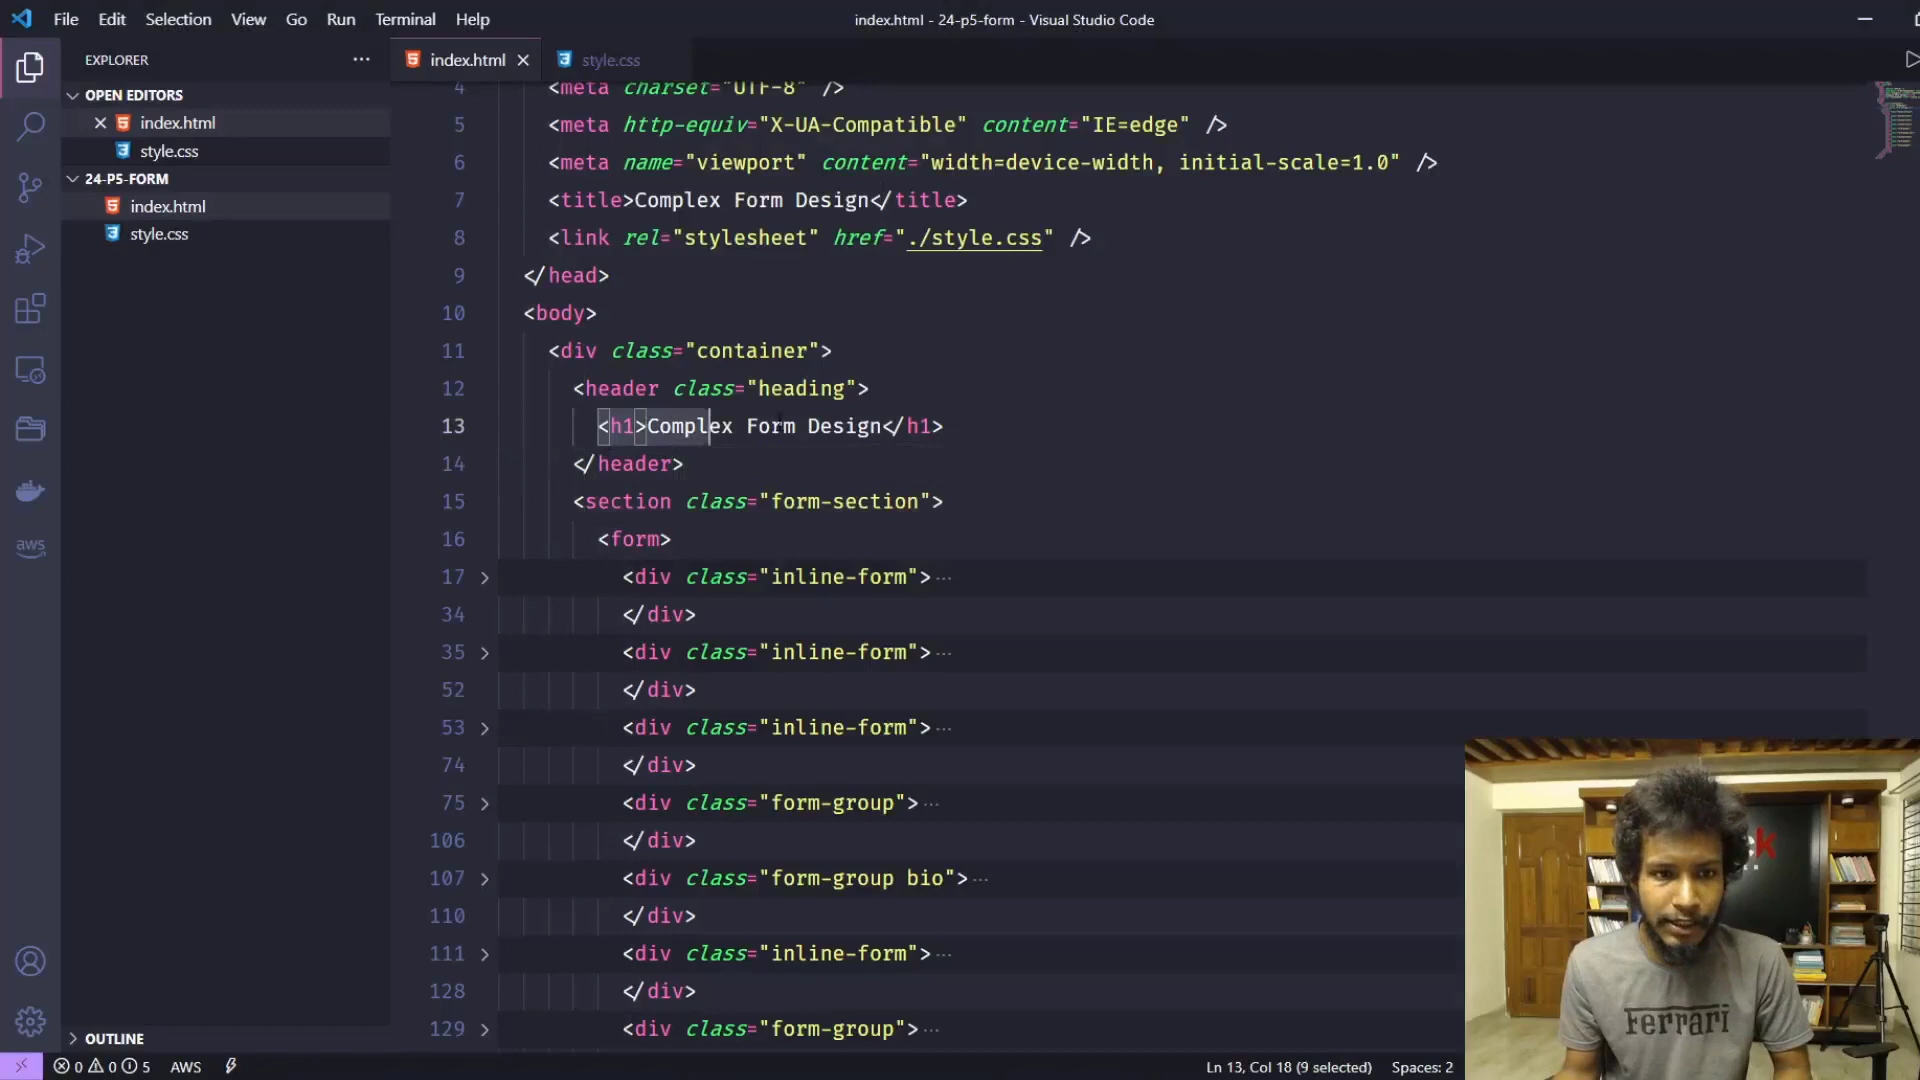 File Edit Selection View Go Run Terminal Help
index.html - 24-p5-form - Visual Studio Code
EXPLORER
OPEN EDITORS
index.html
style.css
24-P5-FORM
index.html
style.css
OUTLINE
aws
index.html style.css
4 <meta charset="UTF-8" />
5 <meta http-equiv="X-UA-Compatible" content="IE=edge" />
6 <meta name="viewport" content="width=device-width, initial-scale=1.0" />
7 <title>Complex Form Design</title>
8 <link rel="stylesheet" href="./style.css" />
9 </head>
10 <body>
11 <div class="container">
12 <header class="heading">
13 <h1>Complex Form Design</h1>
14 </header>
15 <section class="form-section">
16 <form>
17 <div class="inline-form"> ···
34 </div>
35 <div class="inline-form"> ···
52 </div>
53 <div class="inline-form"> ···
74 </div>
75 <div class="form-group"> ···
106 </div>
107 <div class="form-group bio"> ···
110 </div>
111 <div class="inline-form"> ···
128 </div>
129 <div class="form-group"> ···
Ferrari
0 0 5 AWS Ln 13, Col 18 (9 selected) Spaces: 2